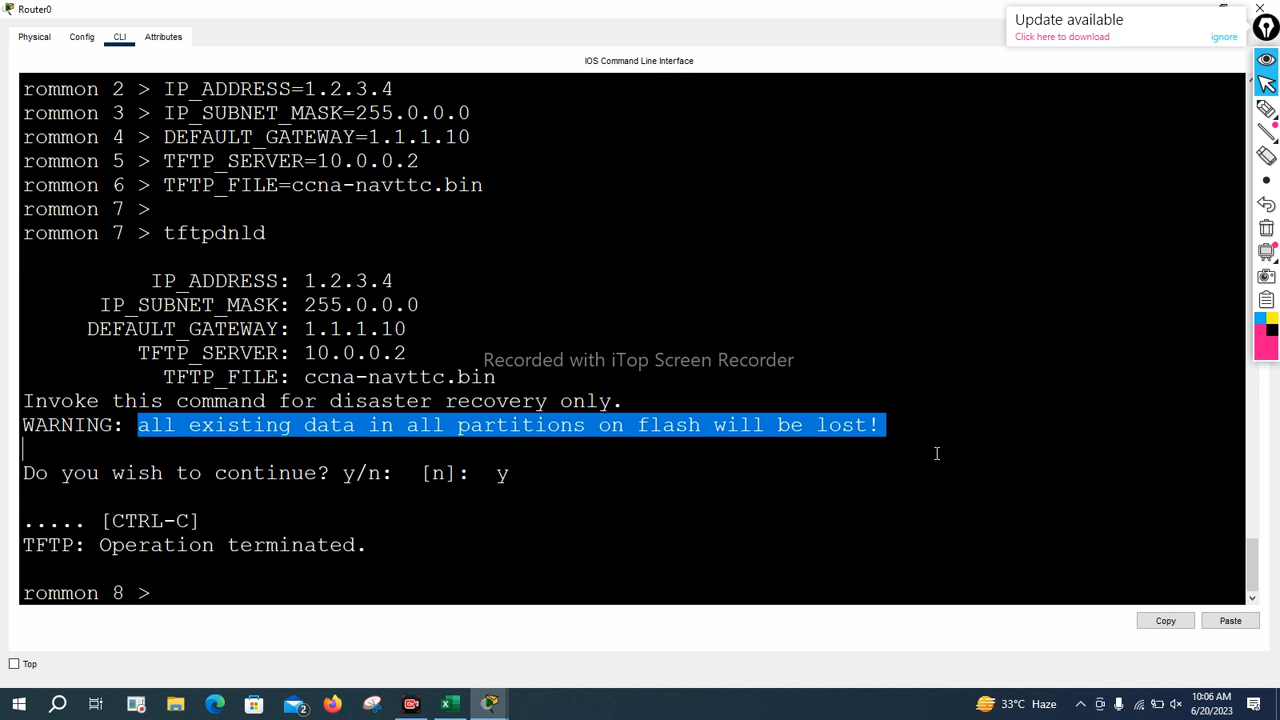 Router0
Physical
Config
CLI
Attributes
Update available
Click here to download
ignore
IOS Command Line Interface
rommon 2 > IP_ADDRESS=1.2.3.4
rommon 3 > IP_SUBNET_MASK=255.0.0.0
rommon 4 > DEFAULT_GATEWAY=1.1.1.10
rommon 5 > TFTP_SERVER=10.0.0.2
rommon 6 > TFTP_FILE=ccna-navttc.bin
rommon 7 >
rommon 7 > tftpdnld
IP_ADDRESS: 1.2.3.4
IP_SUBNET_MASK: 255.0.0.0
DEFAULT_GATEWAY: 1.1.1.10
TFTP_SERVER: 10.0.0.2
Recorded with iTop Screen Recorder
TFTP_FILE: ccna-navttc.bin
Invoke this command for disaster recovery only.
WARNING: all existing data in all partitions on flash will be lost!
Do you wish to continue? y/n:  [n]:  y
..... [CTRL-C]
TFTP: Operation terminated.
rommon 8 >
Copy
Paste
Top
33°C Haze
10:06 AM
6/20/2023